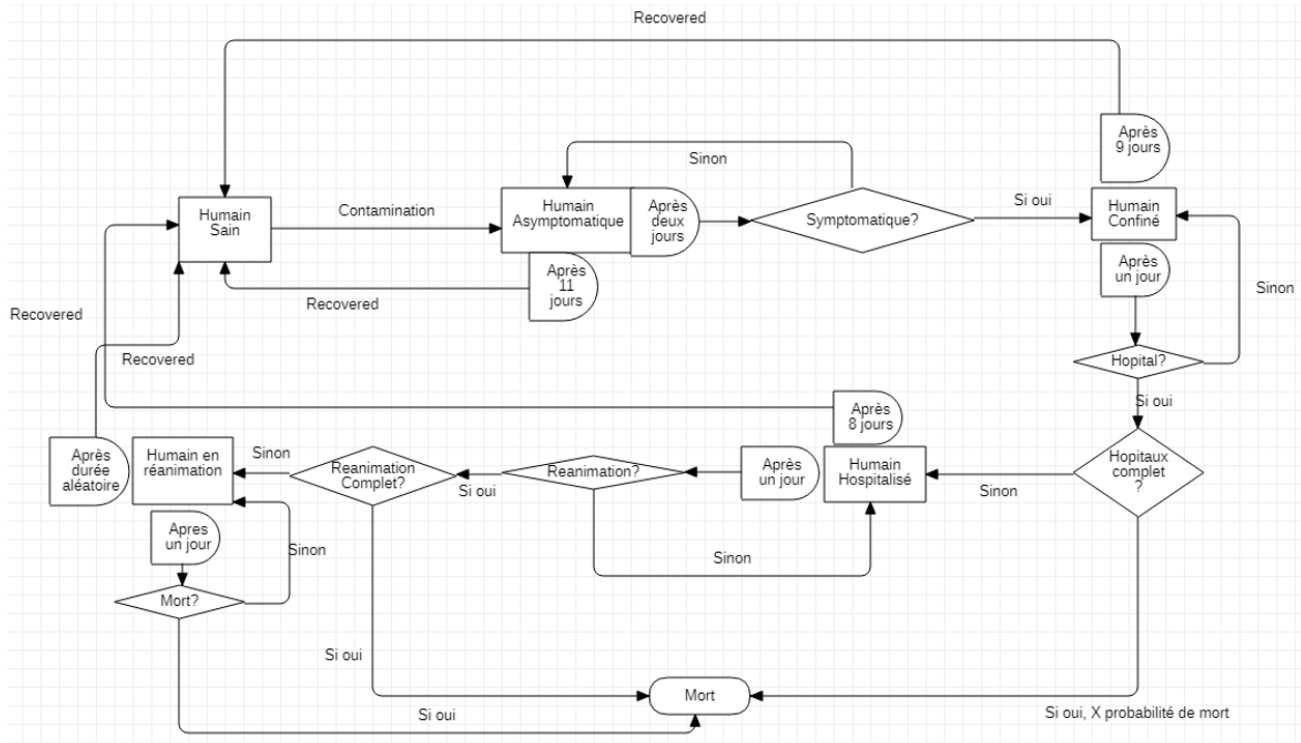 Recovered
Après
9 jours
Sinon
Humain
Sain
Contamination
Humain
Asymptomatique
Après
deux
jours
Symptomatique?
Si oui
Humain
Confiné
Après
11
jours
Recovered
Après
un jour
Sinon
Recovered
Recovered
Hopital?
Si oui
Après
8 jours
Après
durée
aléatoire
Humain en
réanimation
Sinon
Reanimation
Complet?
Si oui
Reanimation?
Après
un jour
Humain
Hospitalisé
Sinon
Hopitaux
complet
?
Apres
un jour
Sinon
Sinon
Mort?
Si oui
Mort
Si oui
Si oui, X probabilité de mort